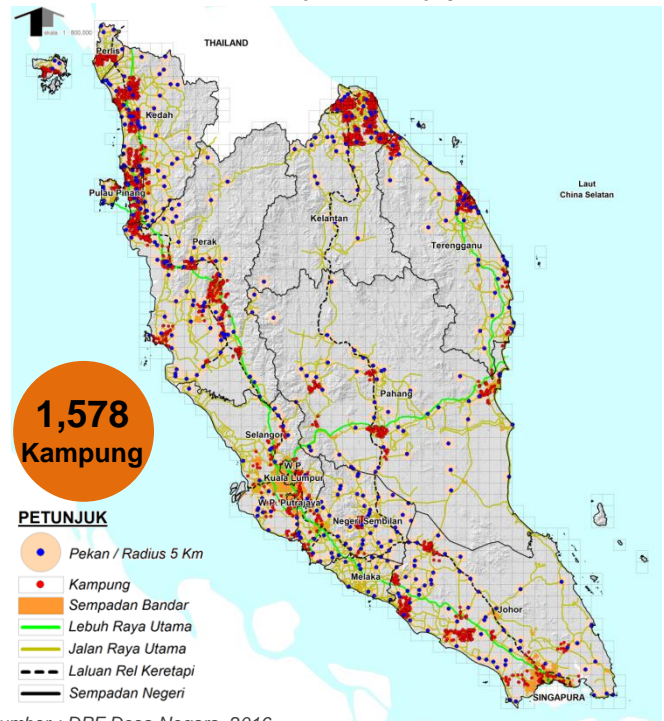 skala 1 : 800,000
THAILAND
Perlis
Kedah
Pulau Pinang
Perak
Kelantan
Terengganu
Laut
China Selatan
Pahang
1,578
Kampung
Selangor
W.P.
Kuala Lumpur
W.P. Putrajaya
Negeri Sembilan
Melaka
Johor
SINGAPURA
PETUNJUK
Pekan / Radius 5 Km
Kampung
Sempadan Bandar
Lebuh Raya Utama
Jalan Raya Utama
Laluan Rel Keretapi
Sempadan Negeri